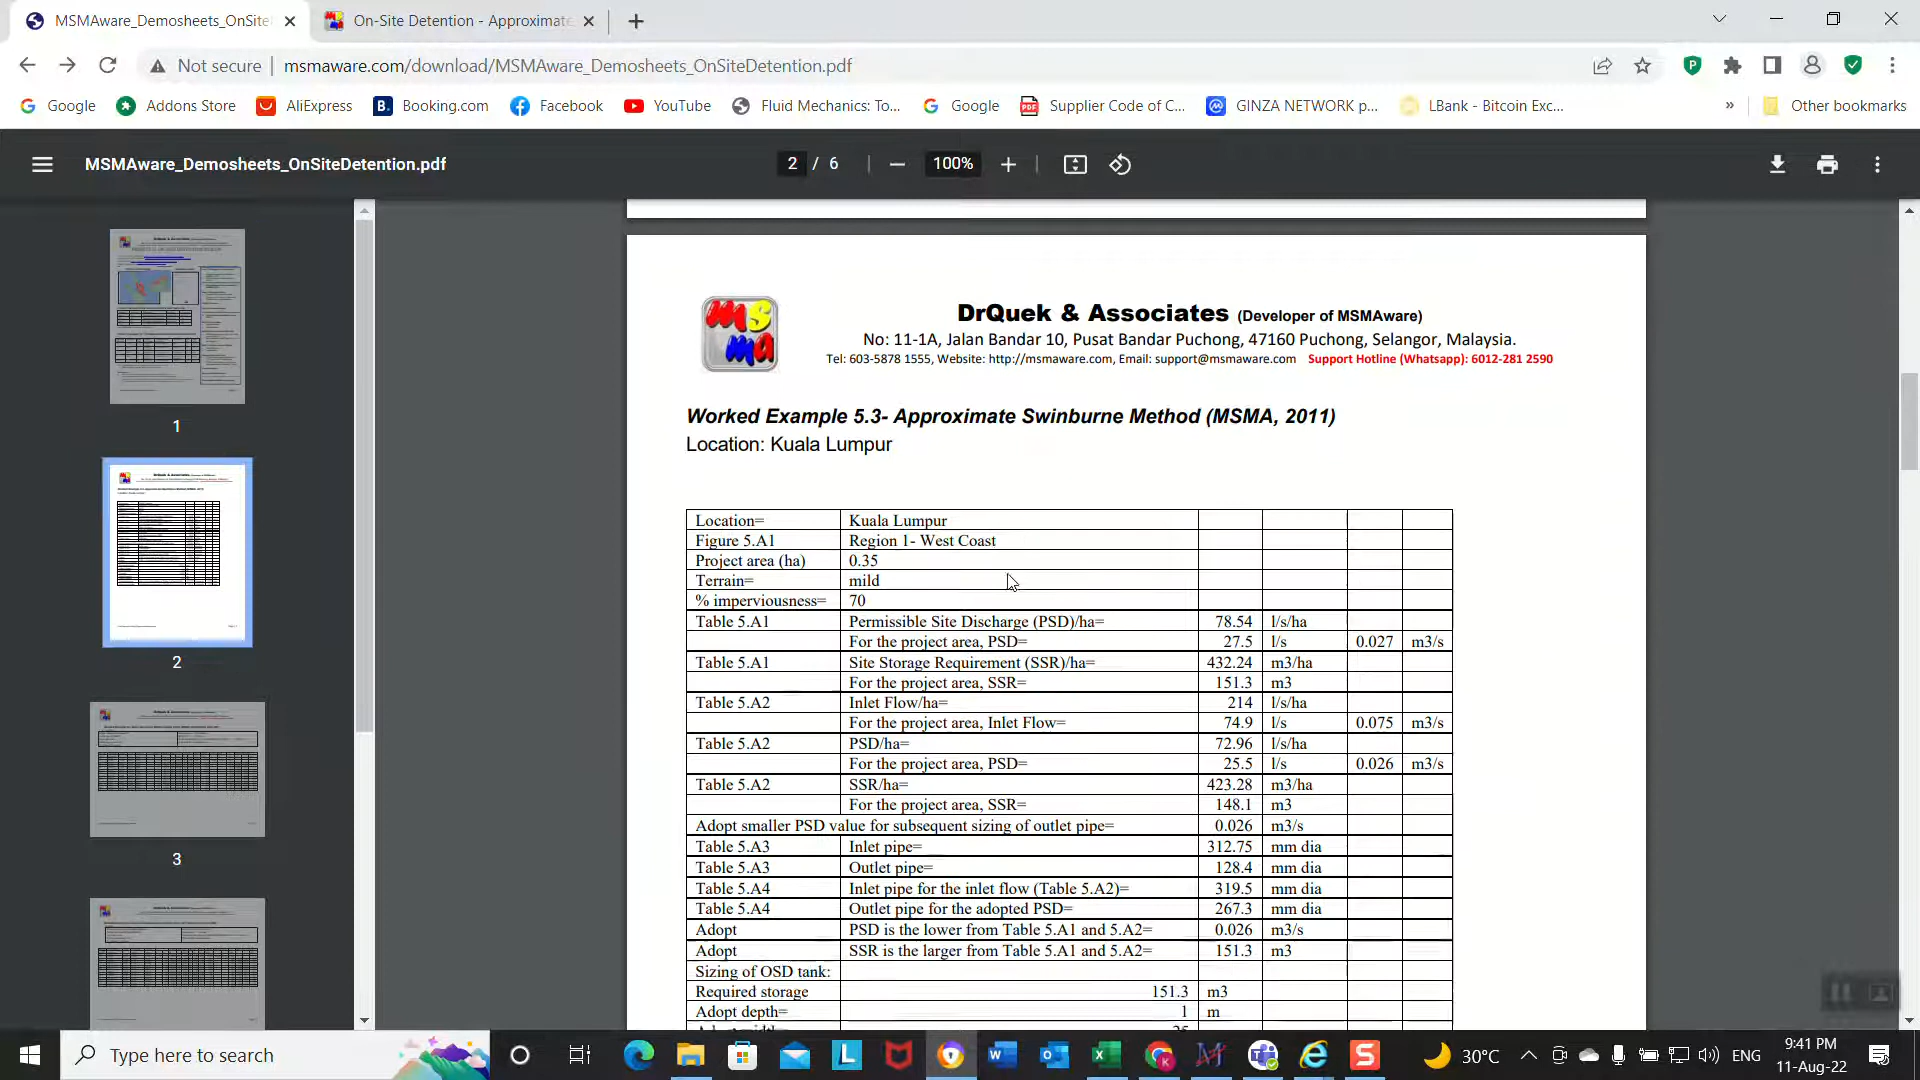 MSMAware_Demosheets_OnSite
On-Site Detention - Approximate
Not secure
msmaware.com/download/MSMAware_Demosheets_OnSiteDetention.pdf
Google
Addons Store
AliExpress
Booking.com
Facebook
YouTube
Fluid Mechanics: To...
Google
Supplier Code of C...
GINZA NETWORK p...
LBank - Bitcoin Exc...
»
Other bookmarks
MSMAware_Demosheets_OnSiteDetention.pdf
2 / 6
100%
1
2
3
DrQuek & Associates (Developer of MSMAware)
No: 11-1A, Jalan Bandar 10, Pusat Bandar Puchong, 47160 Puchong, Selangor, Malaysia.
Tel: 603-5878 1555, Website: http://msmaware.com, Email: support@msmaware.com Support Hotline (Whatsapp): 6012-281 2590
Worked Example 5.3- Approximate Swinburne Method (MSMA, 2011)
Location: Kuala Lumpur
Location= Kuala Lumpur
Figure 5.A1 Region 1- West Coast
Project area (ha) 0.35
Terrain= mild
% imperviousness= 70
Table 5.A1 Permissible Site Discharge (PSD)/ha= 78.54 l/s/ha
For the project area, PSD= 27.5 l/s 0.027 m3/s
Table 5.A1 Site Storage Requirement (SSR)/ha= 432.24 m3/ha
For the project area, SSR= 151.3 m3
Table 5.A2 Inlet Flow/ha= 214 l/s/ha
For the project area, Inlet Flow= 74.9 l/s 0.075 m3/s
Table 5.A2 PSD/ha= 72.96 l/s/ha
For the project area, PSD= 25.5 l/s 0.026 m3/s
Table 5.A2 SSR/ha= 423.28 m3/ha
For the project area, SSR= 148.1 m3
Adopt smaller PSD value for subsequent sizing of outlet pipe= 0.026 m3/s
Table 5.A3 Inlet pipe= 312.75 mm dia
Table 5.A3 Outlet pipe= 128.4 mm dia
Table 5.A4 Inlet pipe for the inlet flow (Table 5.A2)= 319.5 mm dia
Table 5.A4 Outlet pipe for the adopted PSD= 267.3 mm dia
Adopt PSD is the lower from Table 5.A1 and 5.A2= 0.026 m3/s
Adopt SSR is the larger from Table 5.A1 and 5.A2= 151.3 m3
Sizing of OSD tank:
Required storage 151.3 m3
Adopt depth= 1 m
Type here to search
30°C
ENG
9:41 PM
11-Aug-22